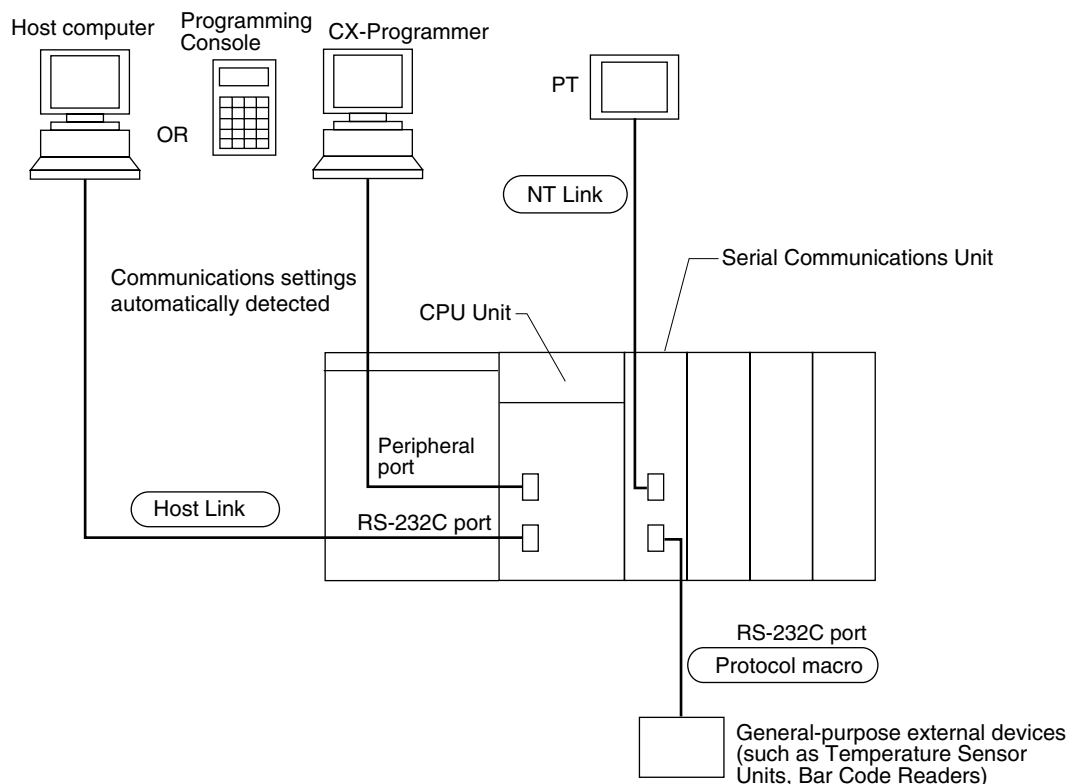 Host computer
Programming
Console
CX-Programmer
OR
PT
NT Link
Serial Communications Unit
Communications settings
automatically detected
CPU Unit
Peripheral
port
Host Link
RS-232C port
RS-232C port
Protocol macro
General-purpose external devices
(such as Temperature Sensor
Units, Bar Code Readers)